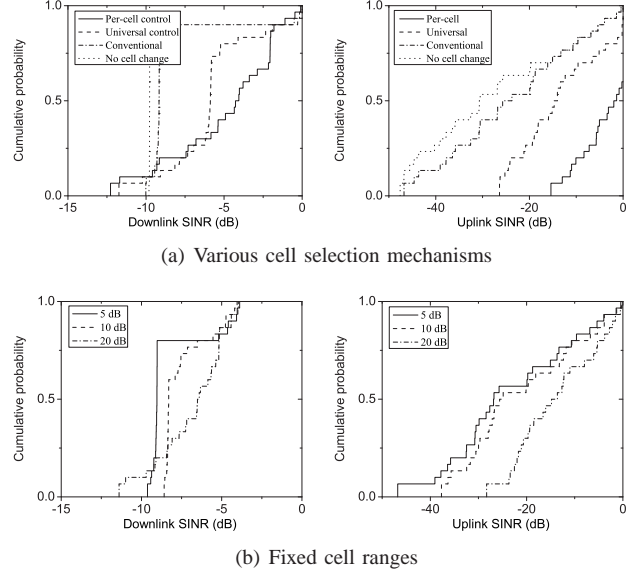 1.0
0.5
0.0
Cumulative probability
Per-cell control
Universal control
Conventional
No cell change
-15
-10
-5
0
Downlink SINR (dB)
1.0
0.5
0.0
Cumulative probability
Per-cell
Universal
Conventional
No cell change
-40
-20
0
Uplink SINR (dB)
(a) Various cell selection mechanisms
1.0
0.5
0.0
Cumulative probability
5 dB
10 dB
20 dB
-15
-10
-5
0
Downlink SINR (dB)
1.0
0.5
0.0
Cumulative probability
5 dB
10 dB
20 dB
-40
-20
0
Uplink SINR (dB)
(b) Fixed cell ranges